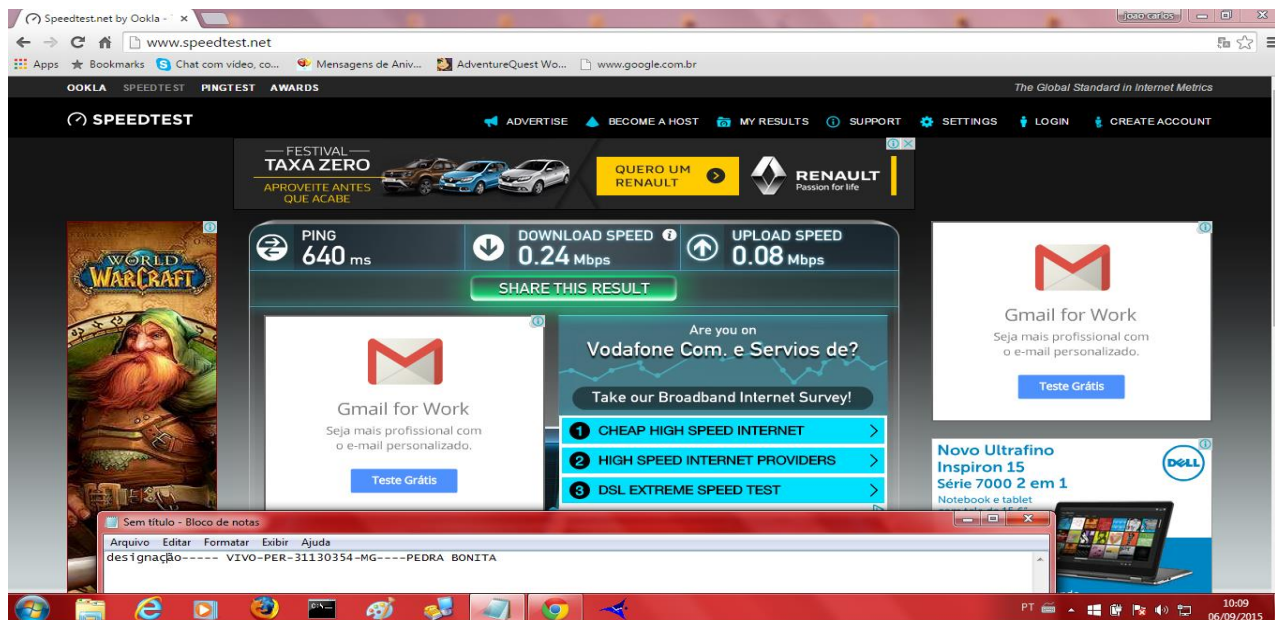 Speedtest.net by Ookla -
joao carlos
www.speedtest.net
Apps Bookmarks Chat com vídeo, co... Mensagens de Aniv... AdventureQuest Wo... www.google.com.br
OOKLA SPEEDTEST PINGTEST AWARDS
The Global Standard in Internet Metrics
SPEEDTEST
ADVERTISE BECOME A HOST MY RESULTS SUPPORT SETTINGS LOGIN CREATE ACCOUNT
FESTIVAL
TAXA ZERO
APROVEITE ANTES
QUE ACABE
QUERO UM
RENAULT
RENAULT
Passion for life
WORLD
WARCRAFT
PING
640 ms
DOWNLOAD SPEED
0.24 Mbps
UPLOAD SPEED
0.08 Mbps
SHARE THIS RESULT
Gmail for Work
Seja mais profissional com
o e-mail personalizado.
Teste Grátis
Are you on
Vodafone Com. e Servios de?
Take our Broadband Internet Survey!
1 CHEAP HIGH SPEED INTERNET
2 HIGH SPEED INTERNET PROVIDERS
3 DSL EXTREME SPEED TEST
Gmail for Work
Seja mais profissional com
o e-mail personalizado.
Teste Grátis
Novo Ultrafino
Inspiron 15
Série 7000 2 em 1
Notebook e tablet
DELL
Sem título - Bloco de notas
Arquivo Editar Formatar Exibir Ajuda
designação----- VIVO-PER-31130354-MG----PEDRA BONITA
PT
10:09
06/09/2015